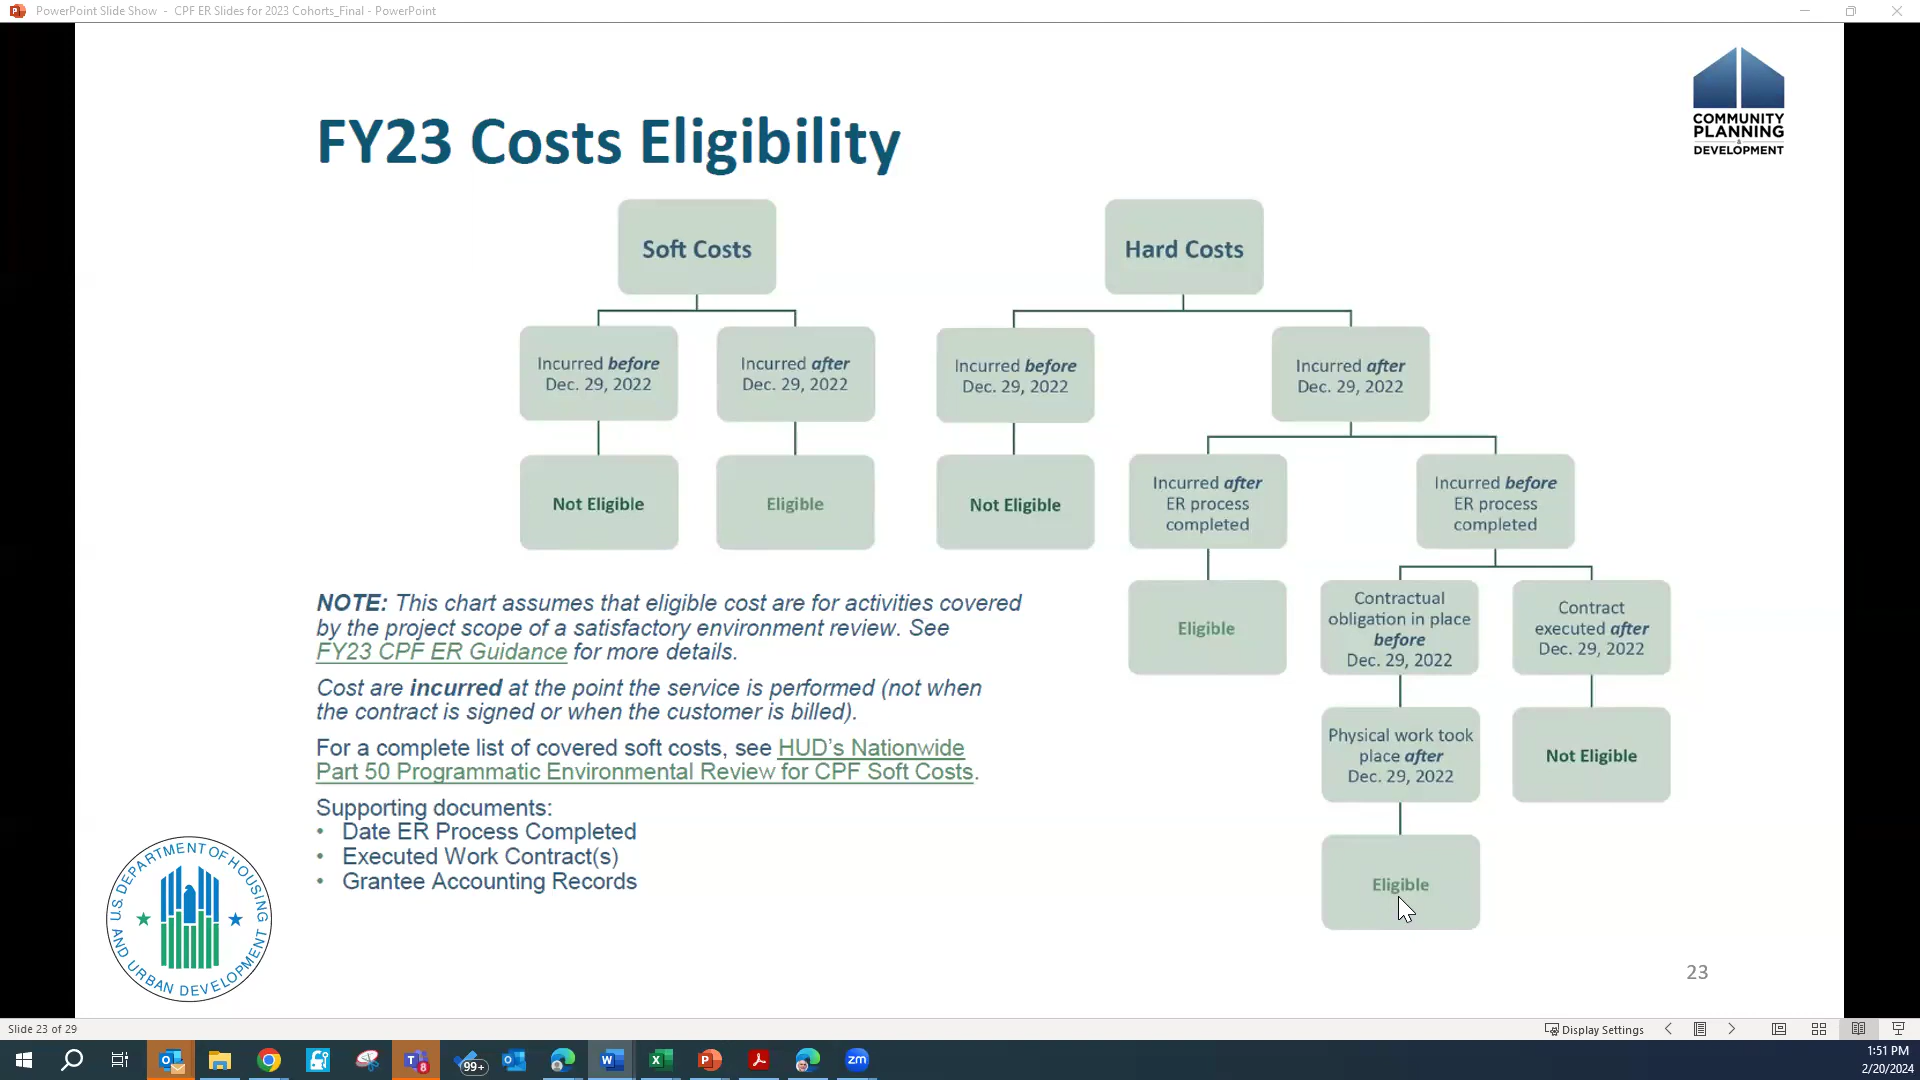 PowerPoint Slide Show - CPF ER Slides for 2023 Cohorts_Final - PowerPoint
COMMUNITY
PLANNING
&
DEVELOPMENT
FY23 Costs Eligibility
Soft Costs
Hard Costs
Incurred before
Dec. 29, 2022
Incurred after
Dec. 29, 2022
Incurred before
Dec. 29, 2022
Incurred after
Dec. 29, 2022
Not Eligible
Eligible
Not Eligible
Incurred after
ER process
completed
Incurred before
ER process
completed
Eligible
Contractual
obligation in place
before
Dec. 29, 2022
Contract
executed after
Dec. 29, 2022
Physical work took
place after
Dec. 29, 2022
Not Eligible
Eligible
NOTE: This chart assumes that eligible cost are for activities covered
by the project scope of a satisfactory environment review. See
FY23 CPF ER Guidance for more details.
Cost are incurred at the point the service is performed (not when
the contract is signed or when the customer is billed).
For a complete list of covered soft costs, see HUD's Nationwide
Part 50 Programmatic Environmental Review for CPF Soft Costs.
Supporting documents:
• Date ER Process Completed
• Executed Work Contract(s)
• Grantee Accounting Records
U.S. DEPARTMENT OF HOUSING
AND URBAN DEVELOPMENT
23
Slide 23 of 29
Display Settings
99+
8
zm
1:51 PM
2/20/2024